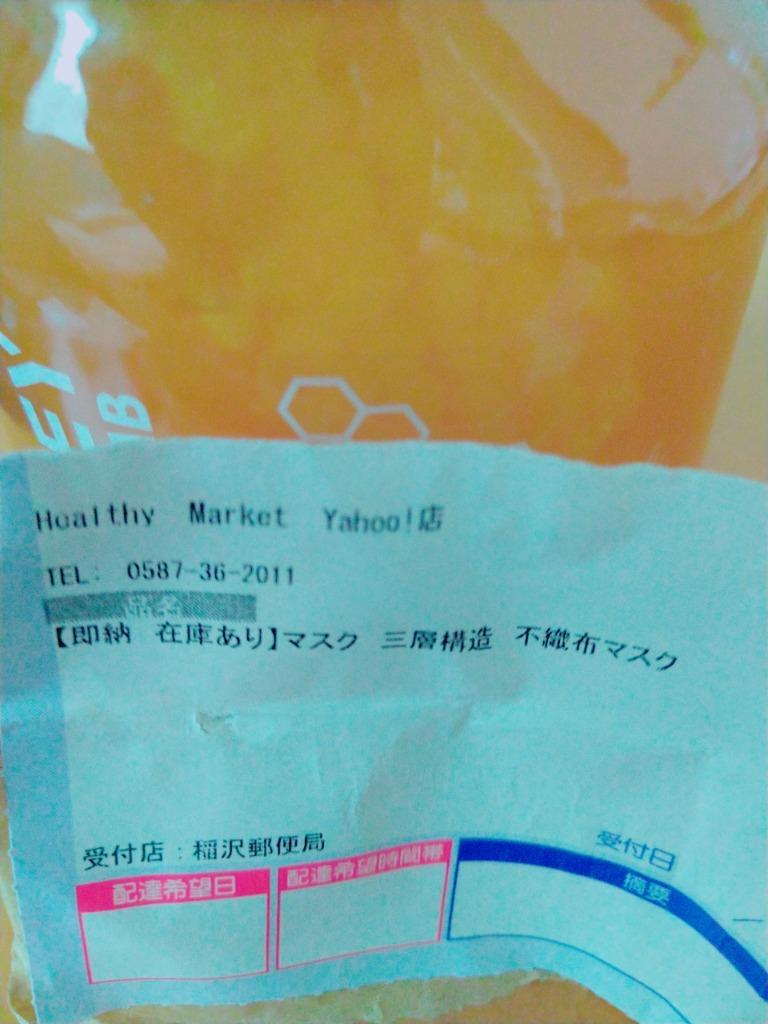 Healthy Market Yahoo!店
TEL: 0587-36-2011
【即納 在庫あり】マスク 三層構造 不織布マスク
受付店:稲沢郵便局
配達希望日
配達希望時間帯
受付日
摘要